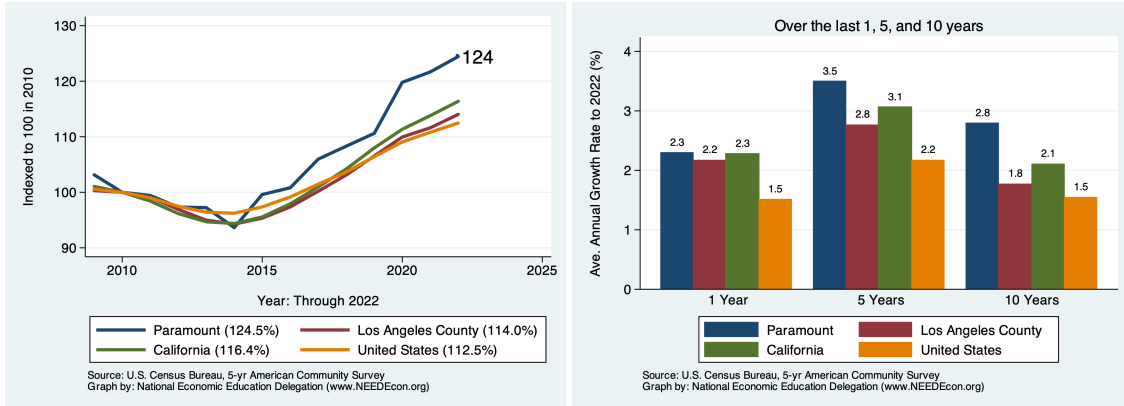 130
120
110
100
90
Indexed to 100 in 2010
124
2010
2015
2020
2025
Year: Through 2022
Paramount (124.5%)
Los Angeles County (114.0%)
California (116.4%)
United States (112.5%)
Source: U.S. Census Bureau, 5-yr American Community Survey
Graph by: National Economic Education Delegation (www.NEEDEcon.org)
Over the last 1, 5, and 10 years
Ave. Annual Growth Rate to 2022 (%)
4
3
2
1
0
2.3
2.2
2.3
1.5
3.5
2.8
3.1
2.2
2.8
1.8
2.1
1.5
1 Year
5 Years
10 Years
Paramount
Los Angeles County
California
United States
Source: U.S. Census Bureau, 5-yr American Community Survey
Graph by: National Economic Education Delegation (www.NEEDEcon.org)